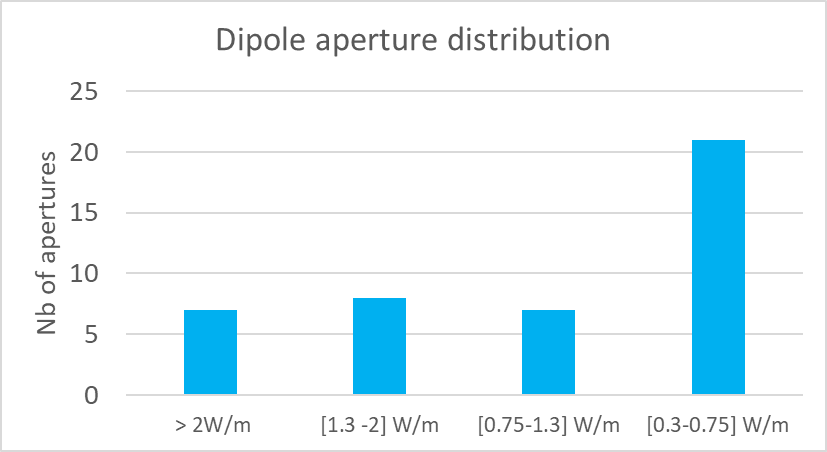 Dipole aperture distribution
Nb of apertures
25
20
15
10
5
0
> 2W/m
[1.3 -2] W/m
[0.75-1.3] W/m
[0.3-0.75] W/m